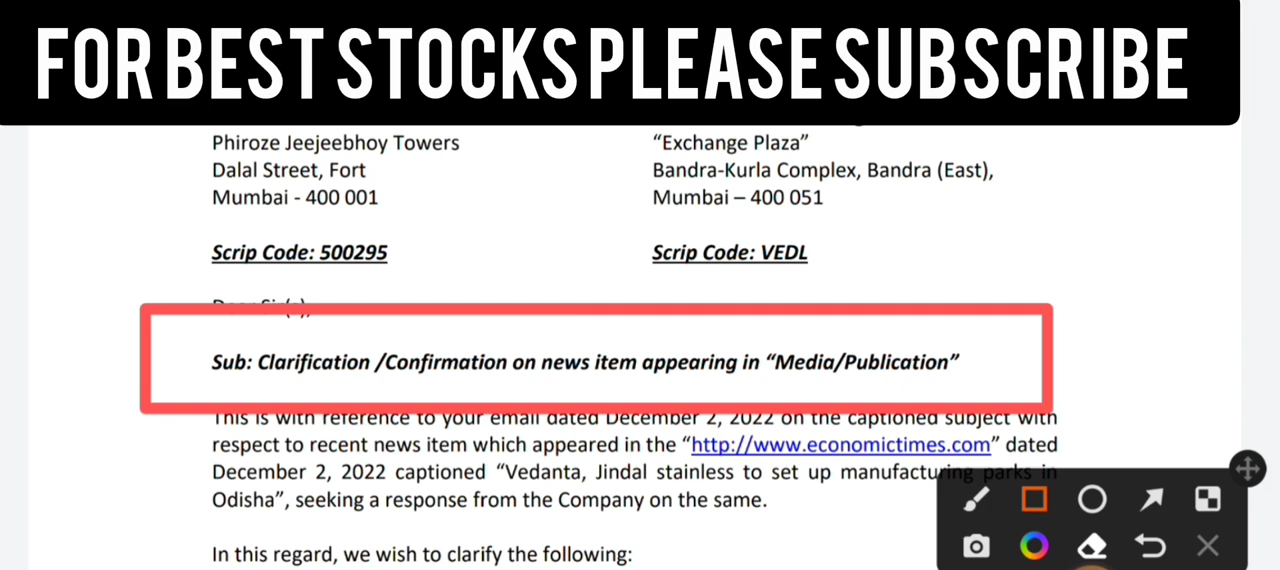 FOR BEST STOCKS PLEASE SUBSCRIBE
Phiroze Jeejeebhoy Towers
Dalal Street, Fort
Mumbai - 400 001
“Exchange Plaza”
Bandra-Kurla Complex, Bandra (East),
Mumbai – 400 051
Scrip Code: 500295
Scrip Code: VEDL
Dear Sir(s),
Sub: Clarification /Confirmation on news item appearing in “Media/Publication”
This is with reference to your email dated December 2, 2022 on the captioned subject with
respect to recent news item which appeared in the “http://www.economictimes.com” dated
December 2, 2022 captioned “Vedanta, Jindal stainless to set up manufacturing parks in
Odisha”, seeking a response from the Company on the same.
In this regard, we wish to clarify the following: